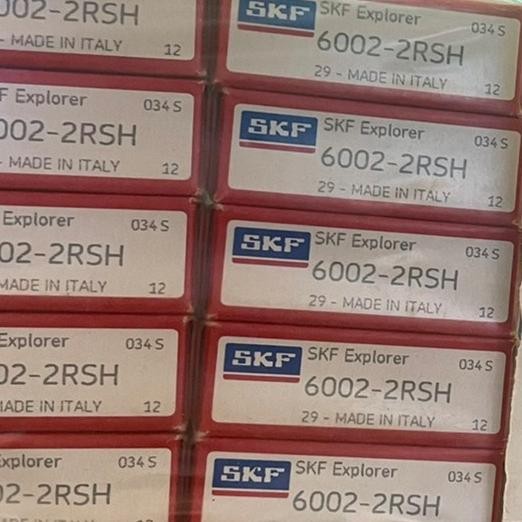 002-2RSH
- MADE IN ITALY 12
F Explorer 034 S
002-2RSH
- MADE IN ITALY 12
Explorer 034 S
02-2RSH
MADE IN ITALY 12
Explorer 034 S
02-2RSH
MADE IN ITALY 12
Explorer 034 S
02-2RSH
SKF SKF Explorer 034 S
6002-2RSH
29 - MADE IN ITALY 12
SKF SKF Explorer 034 S
6002-2RSH
29 - MADE IN ITALY 12
SKF SKF Explorer 034 S
6002-2RSH
29 - MADE IN ITALY 12
SKF SKF Explorer 034 S
6002-2RSH
29 - MADE IN ITALY 12
SKF SKF Explorer 034 S
6002-2RSH